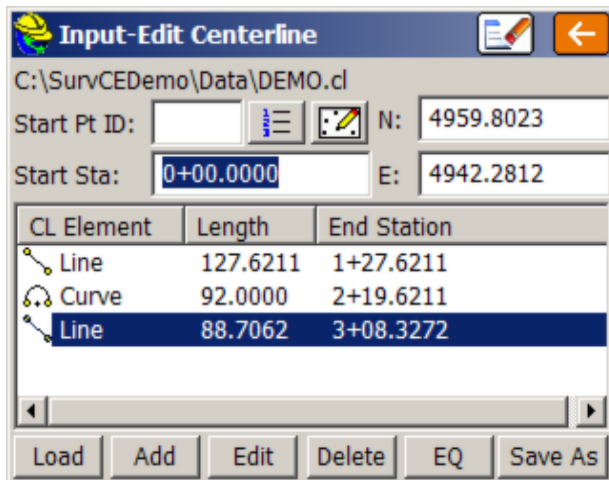 Input-Edit Centerline
C:\SurvCEDemo\Data\DEMO.cl
Start Pt ID: N: 4959.8023
Start Sta: 0+00.0000 E: 4942.2812
CL Element Length End Station
Line 127.6211 1+27.6211
Curve 92.0000 2+19.6211
Line 88.7062 3+08.3272
Load Add Edit Delete EQ Save As